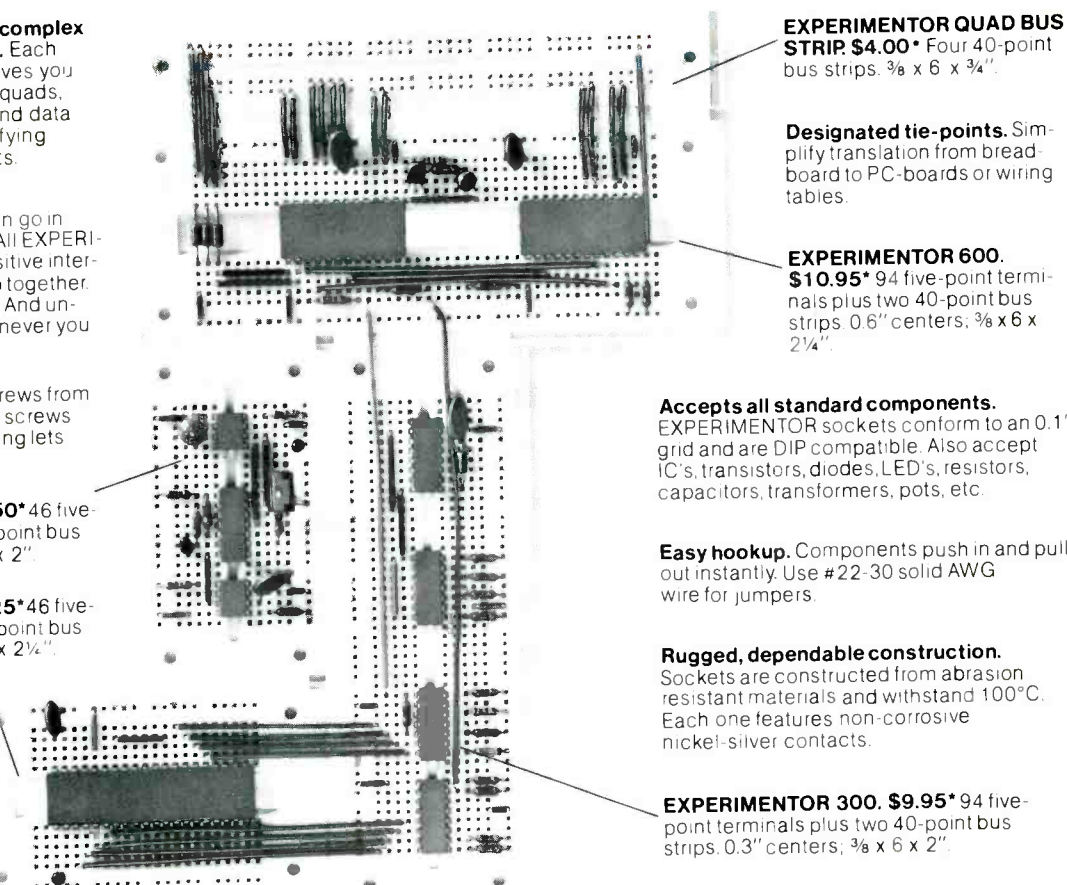 complex
. Each
ves you
quads,
nd data
fying
ts.
n go in
All EXPERI-
sitive inter-
o together.
And un-
never you
rews from
screws
ng lets
50* 46 five-
point bus
x 2".
25* 46 five-
point bus
x 2¼".
EXPERIMENTOR QUAD BUS
STRIP. $4.00* Four 40-point
bus strips. ⅜ x 6 x ¾".
Designated tie-points. Sim-
plify translation from bread-
board to PC-boards or wiring
tables.
EXPERIMENTOR 600.
$10.95* 94 five-point termi-
nals plus two 40-point bus
strips. 0.6" centers; ⅜ x 6 x
2¼".
Accepts all standard components.
EXPERIMENTOR sockets conform to an 0.1"
grid and are DIP compatible. Also accept
IC's, transistors, diodes, LED's, resistors,
capacitors, transformers, pots, etc.
Easy hookup. Components push in and pull
out instantly. Use #22-30 solid AWG
wire for jumpers.
Rugged, dependable construction.
Sockets are constructed from abrasion
resistant materials and withstand 100°C.
Each one features non-corrosive
nickel-silver contacts.
EXPERIMENTOR 300. $9.95* 94 five-
point terminals plus two 40-point bus
strips. 0.3" centers; ⅜ x 6 x 2".